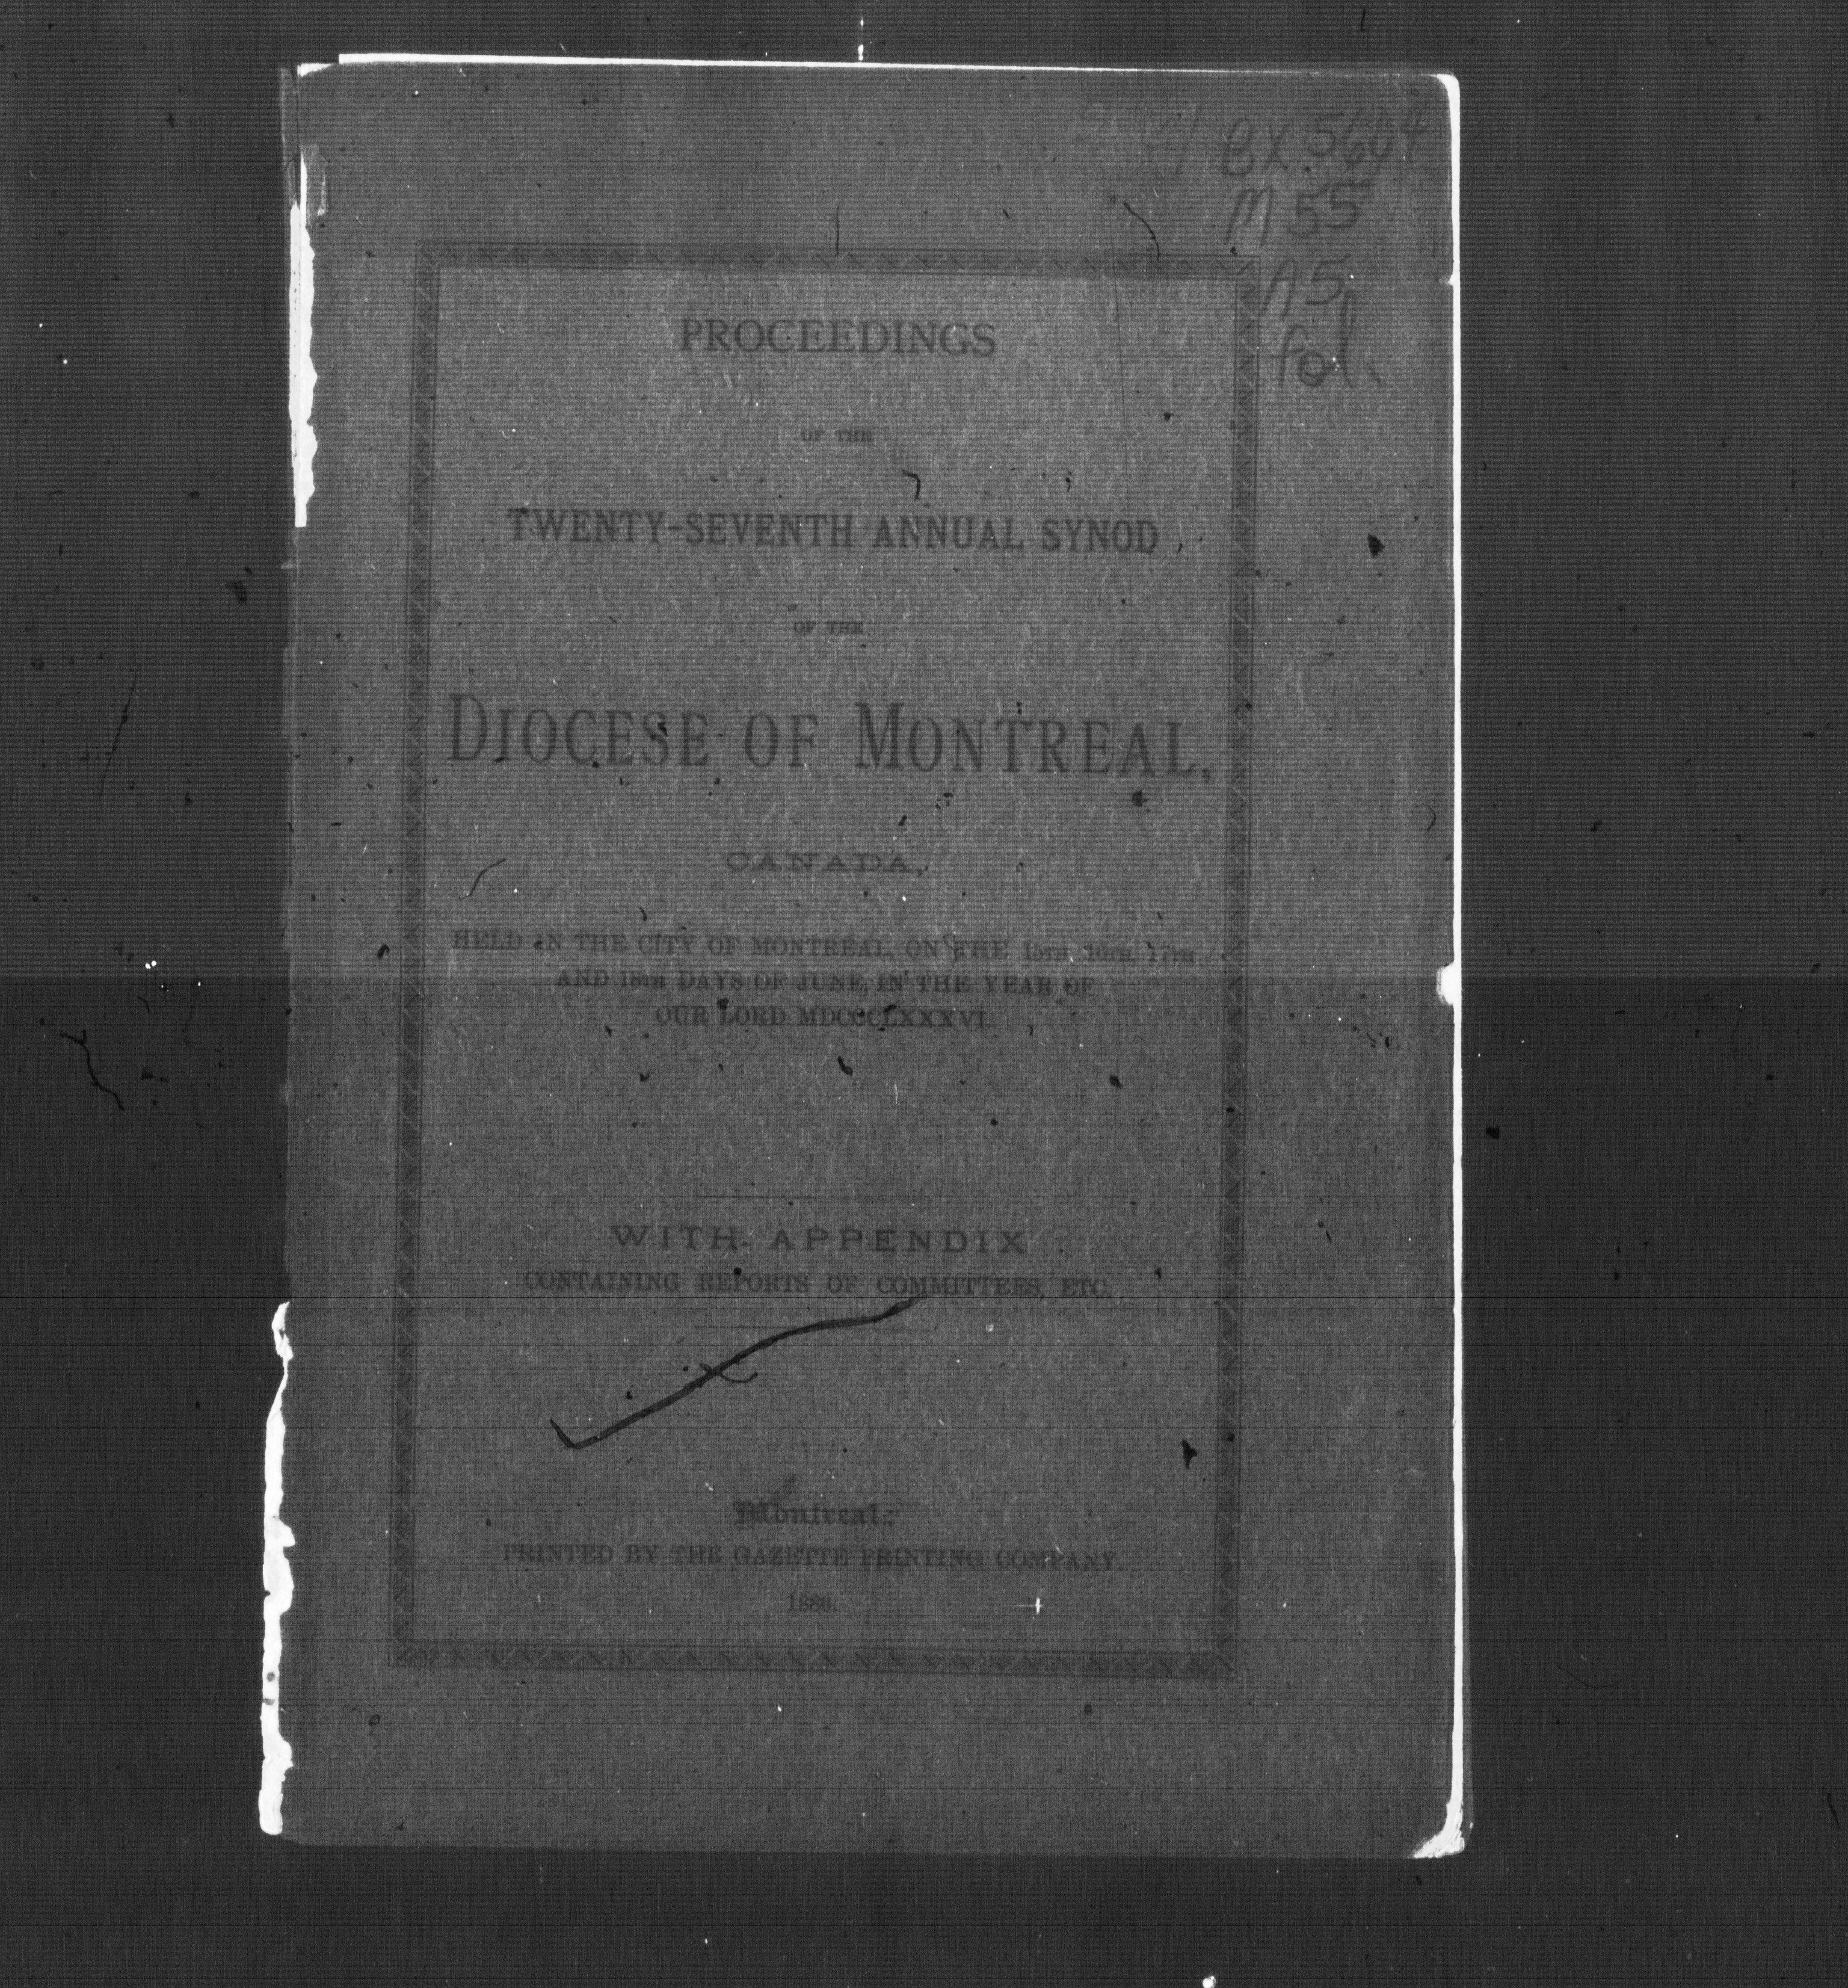 BX 5604
M55
A5
fol.
PROCEEDINGS
OF THE
TWENTY-SEVENTH ANNUAL SYNOD
OF THE
DIOCESE OF MONTREAL,
CANADA,
HELD IN THE CITY OF MONTREAL, ON THE 15TH, 16TH, 17TH
AND 18TH DAYS OF JUNE, IN THE YEAR OF
OUR LORD MDCCCLXXXVI.
WITH APPENDIX
CONTAINING REPORTS OF COMMITTEES, ETC.
Montreal:
PRINTED BY THE GAZETTE PRINTING COMPANY.
1886.